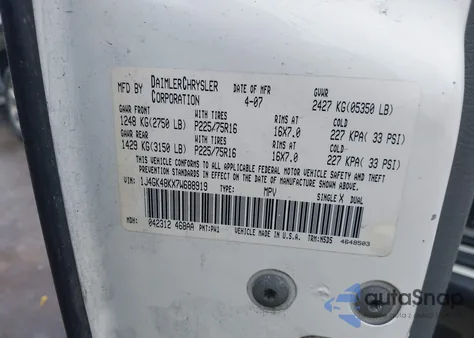 MFD BY DAIMLERCHRYSLER CORPORATION DATE OF MFR 4-07 GVWR 2427 KG(05350 LB)
GAWR FRONT WITH TIRES RIMS AT COLD
1248 KG(2750 LB) P225/75R16 16X7.0 227 KPA( 33 PSI)
GAWR REAR WITH TIRES RIMS AT COLD
1429 KG(3150 LB) P225/75R16 16X7.0 227 KPA( 33 PSI)
THIS VEHICLE CONFORMS TO ALL APPLICABLE FEDERAL MOTOR VEHICLE SAFETY, BUMPER, AND THEFT
PREVENTION STANDARDS IN EFFECT ON THE DATE OF MANUFACTURE SHOWN ABOVE.
VIN: 1J4GK48KX7W688919 TYPE: MPV SINGLE X DUAL
MDH: 042312 468AA PNT:PW1 VEHICLE MADE IN U.S.A. TRM:M5DS 4648503
autoSnap